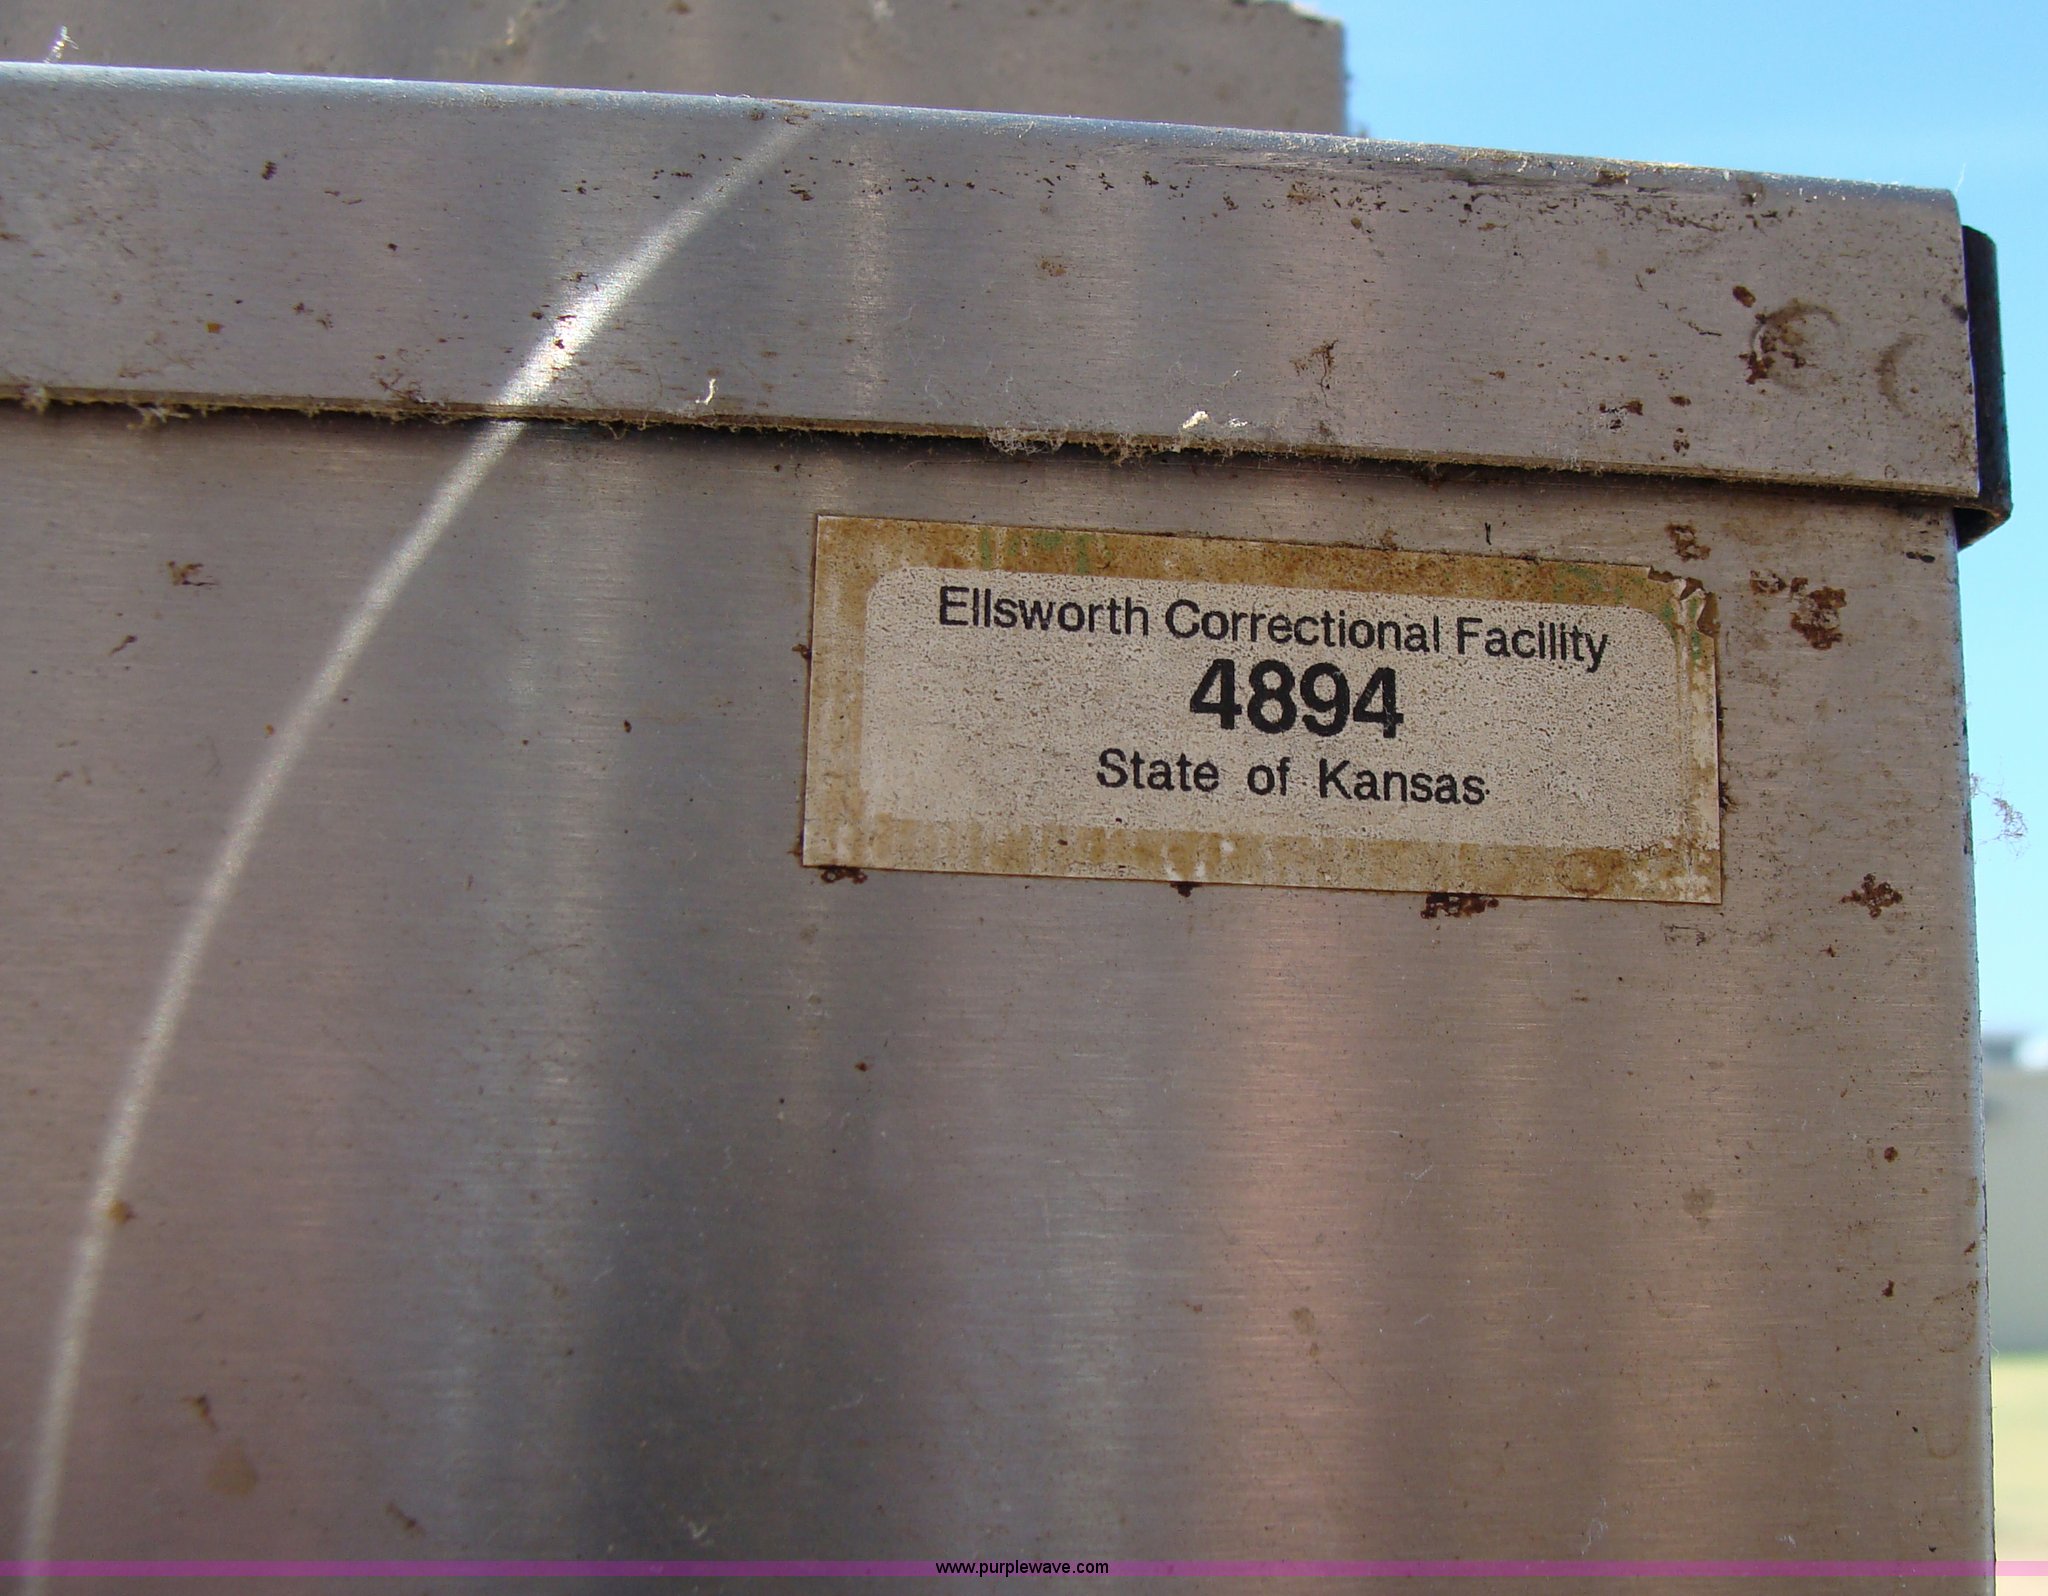 Ellsworth Correctional Facility
4894
State of Kansas
www.purplewave.com